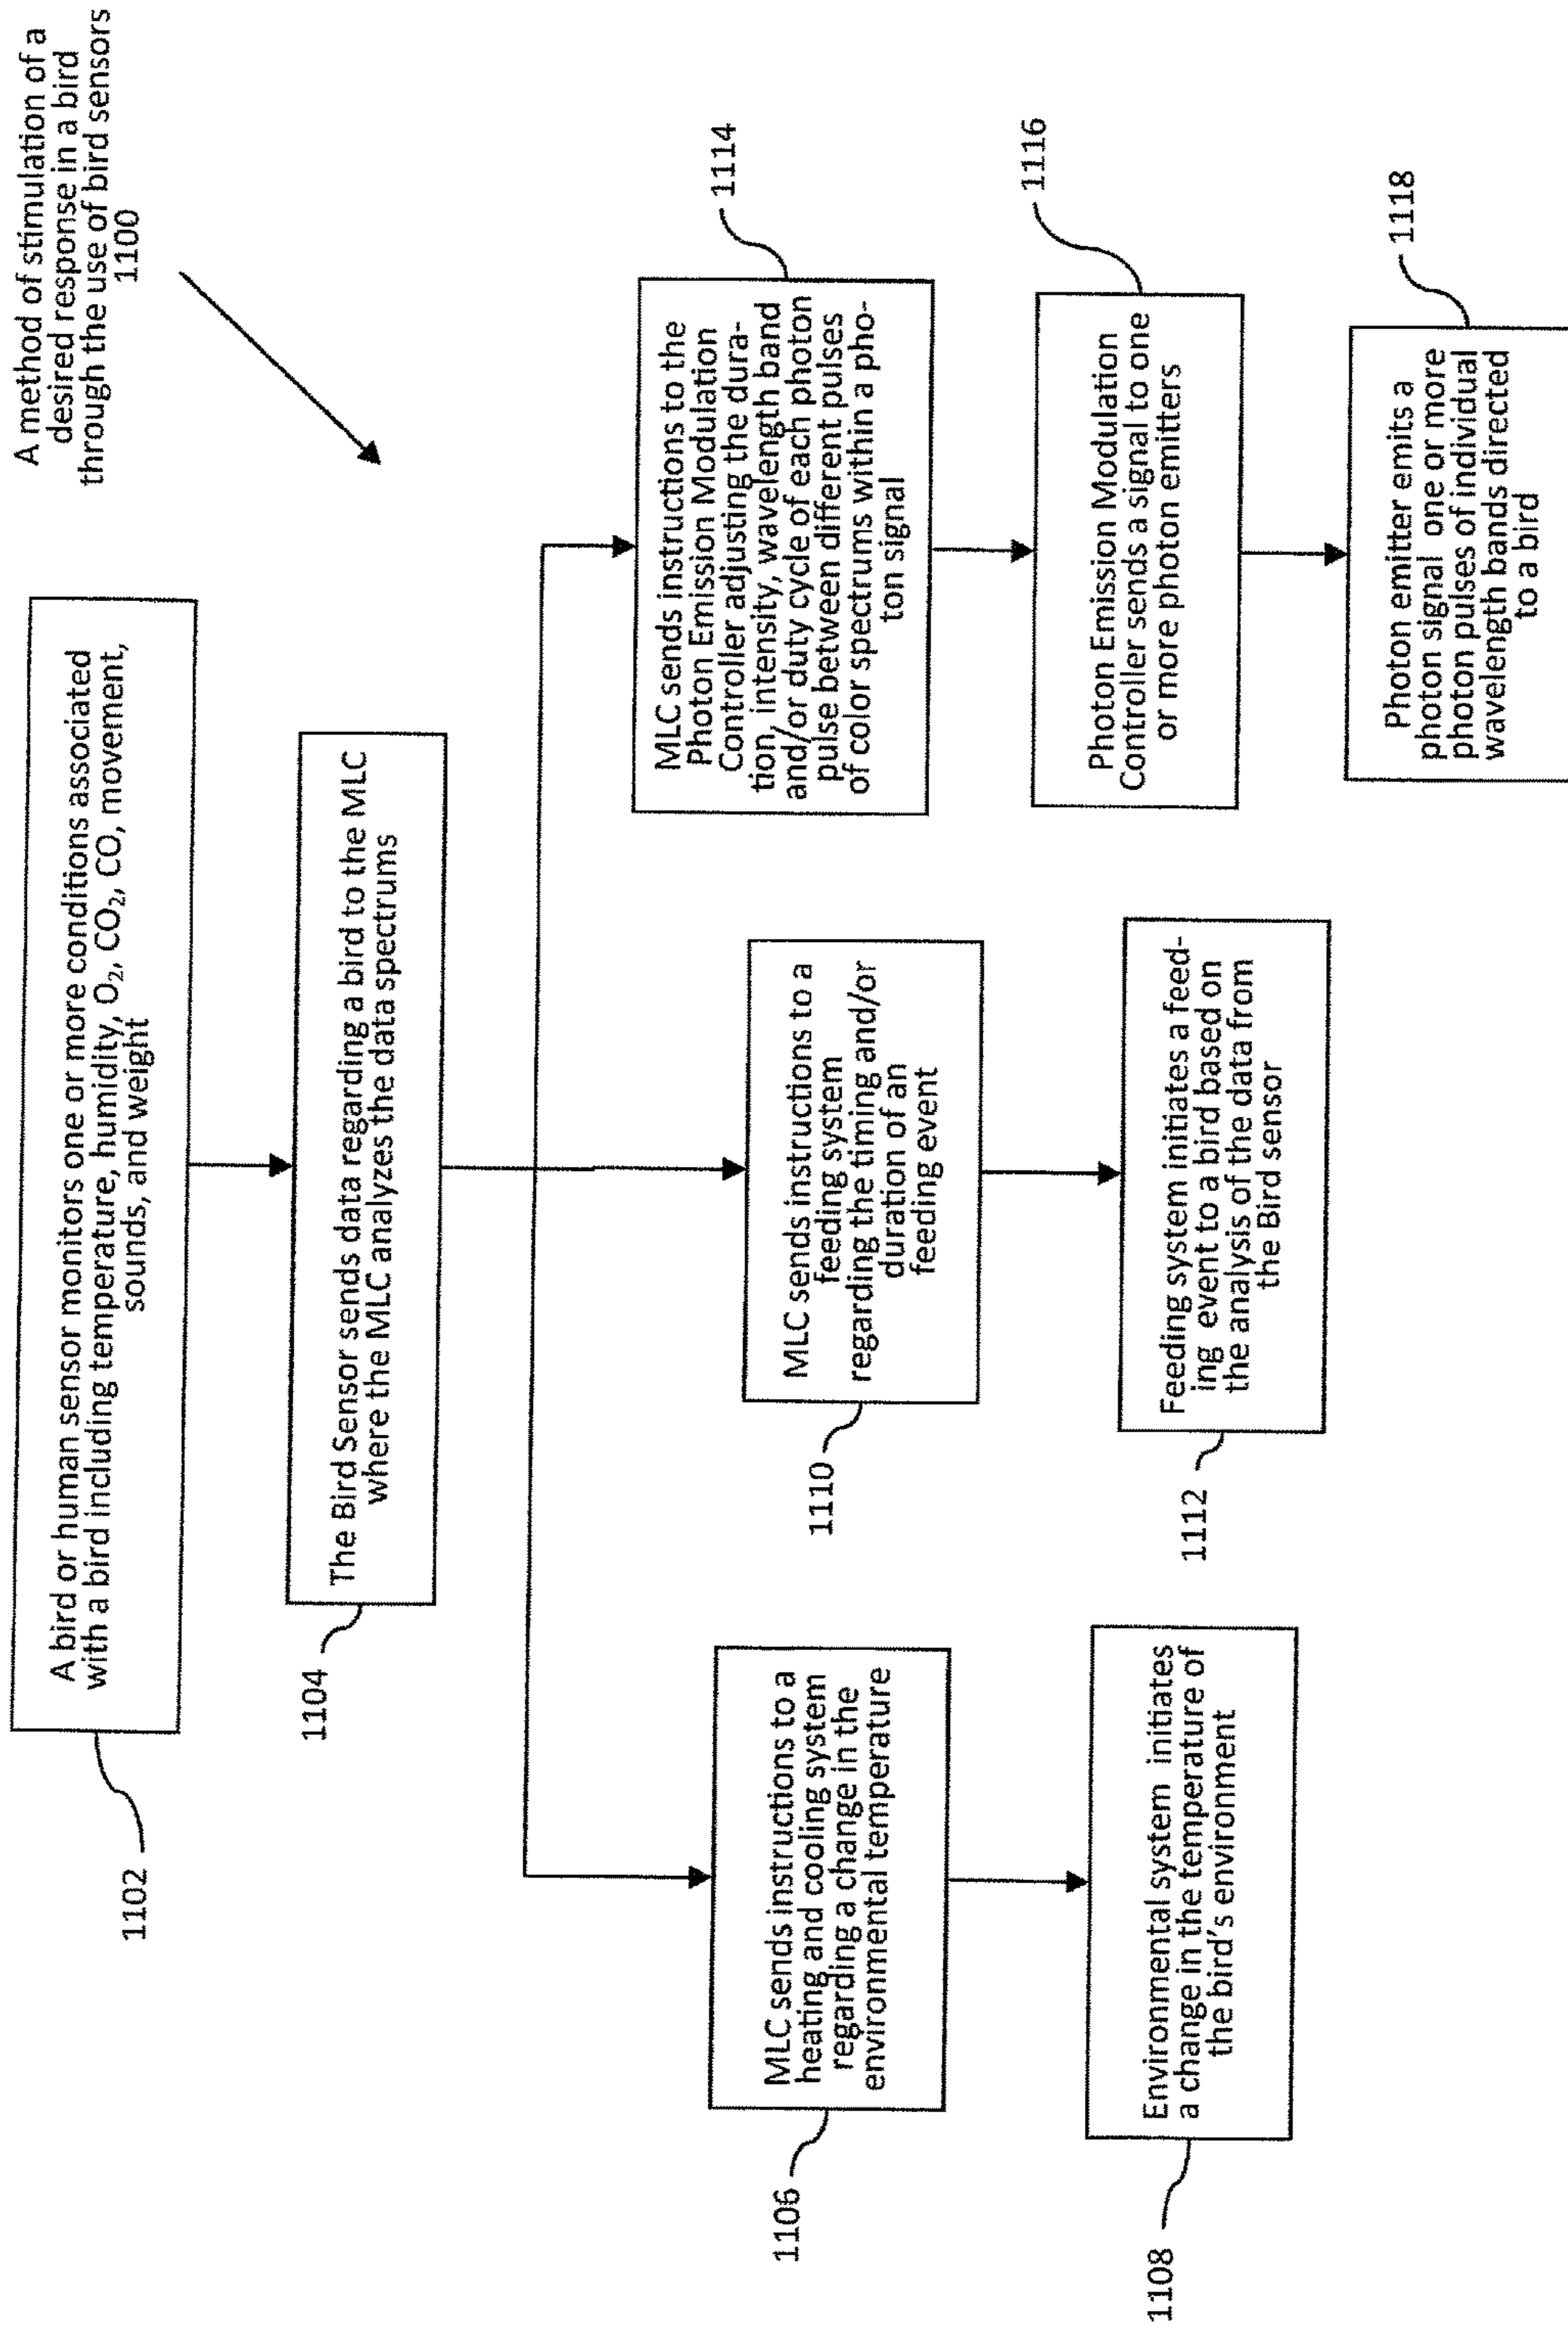 A method of stimulation of a
desired response in a bird
through the use of bird sensors
1100
A bird or human sensor monitors one or more conditions associated
with a bird including temperature, humidity, O₂, CO₂, CO, movement,
sounds, and weight
1102
The Bird Sensor sends data regarding a bird to the MLC
where the MLC analyzes the data spectrums
1104
MLC sends instructions to a
heating and cooling system
regarding a change in the
environmental temperature
1106
Environmental system initiates
a change in the temperature of
the bird's environment
1108
MLC sends instructions to a
feeding system
regarding the timing and/or
duration of an
feeding event
1110
Feeding system initiates a feed-
ing event to a bird based on
the analysis of the data from
the Bird sensor
1112
MLC sends instructions to the
Photon Emission Modulation
Controller adjusting the dura-
tion, intensity, wavelength band
and/or duty cycle of each photon
pulse between different pulses
of color spectrums within a pho-
ton signal
1114
Photon Emission Modulation
Controller sends a signal to one
or more photon emitters
1116
Photon emitter emits a
photon signal one or more
photon pulses of individual
wavelength bands directed
to a bird
1118